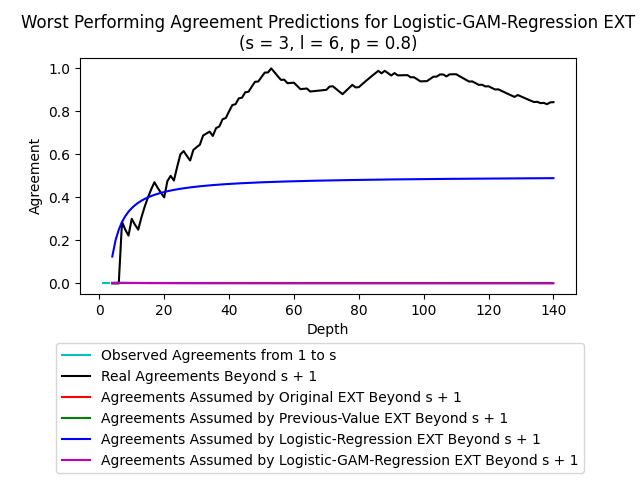 Worst Performing Agreement Predictions for Logistic-GAM-Regression EXT
(s = 3, l = 6, p = 0.8)
1.0
0.8
0.6
0.4
0.2
0.0
Agreement
0 20 40 60 80 100 120 140
Depth
Observed Agreements from 1 to s
Real Agreements Beyond s + 1
Agreements Assumed by Original EXT Beyond s + 1
Agreements Assumed by Previous-Value EXT Beyond s + 1
Agreements Assumed by Logistic-Regression EXT Beyond s + 1
Agreements Assumed by Logistic-GAM-Regression EXT Beyond s + 1